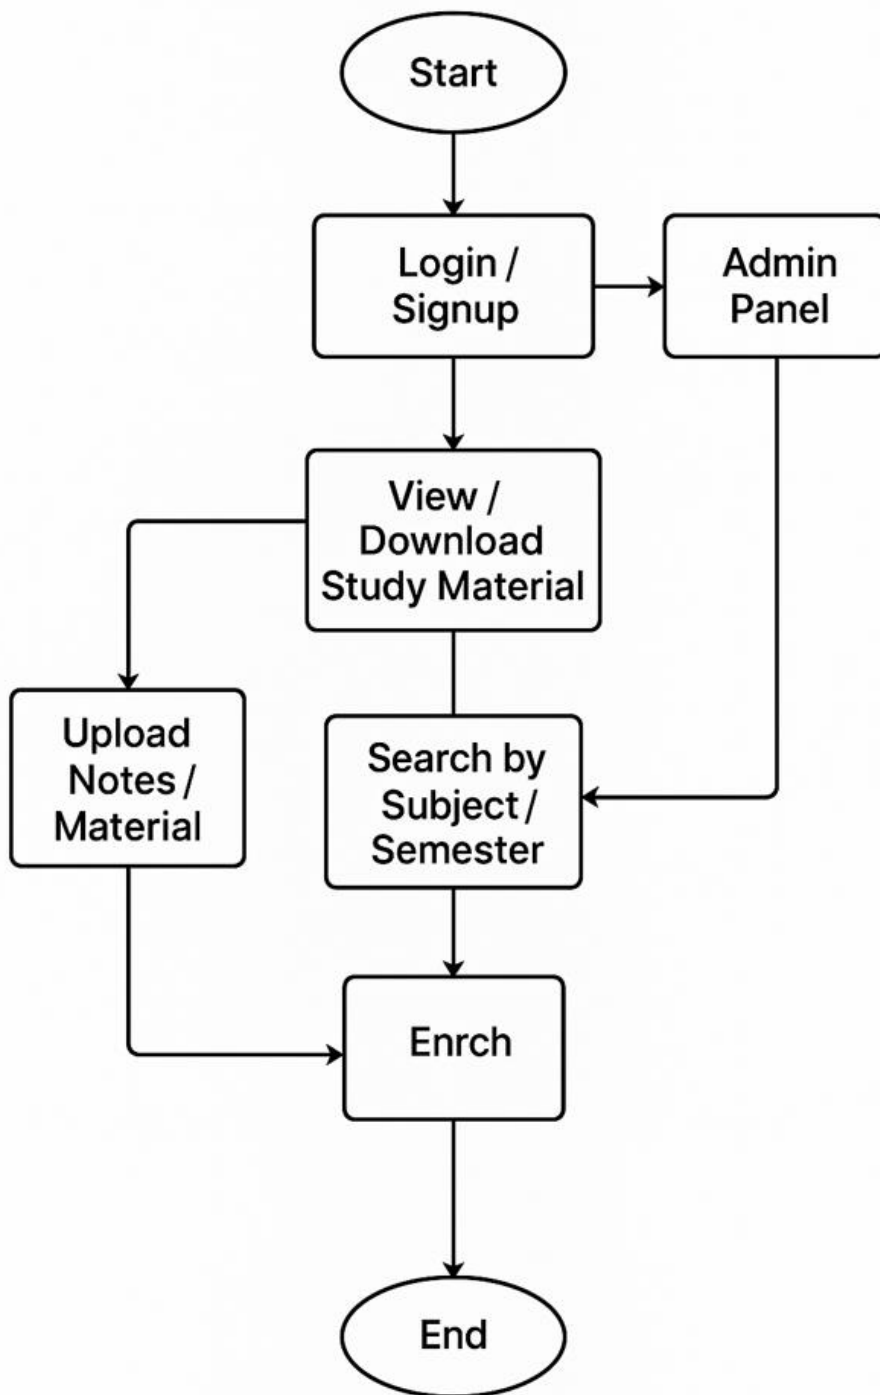 Start
Login /
Signup
Admin
Panel
View /
Download
Study Material
Upload
Notes /
Material
Search by
Subject /
Semester
Enrch
End